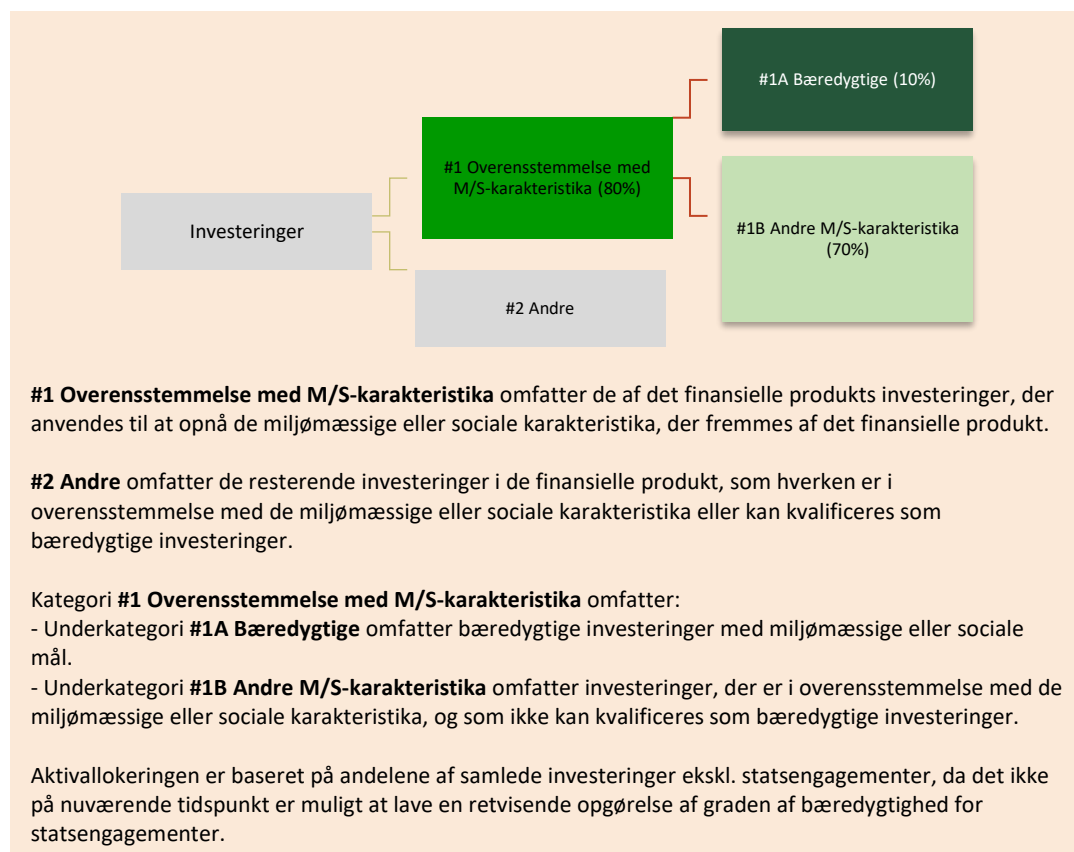 #1A Bæredygtige (10%)
#1 Overensstemmelse med
M/S-karakteristika (80%)
Investeringer
#1B Andre M/S-karakteristika
(70%)
#2 Andre
#1 Overensstemmelse med M/S-karakteristika omfatter de af det finansielle produkts investeringer, der
anvendes til at opnå de miljømæssige eller sociale karakteristika, der fremmes af det finansielle produkt.
#2 Andre omfatter de resterende investeringer i de finansielle produkt, som hverken er i
overensstemmelse med de miljømæssige eller sociale karakteristika eller kan kvalificeres som
bæredygtige investeringer.
Kategori #1 Overensstemmelse med M/S-karakteristika omfatter:
- Underkategori #1A Bæredygtige omfatter bæredygtige investeringer med miljømæssige eller sociale
mål.
- Underkategori #1B Andre M/S-karakteristika omfatter investeringer, der er i overensstemmelse med de
miljømæssige eller sociale karakteristika, og som ikke kan kvalificeres som bæredygtige investeringer.
Aktivallokeringen er baseret på andelene af samlede investeringer ekskl. statsengagementer, da det ikke
på nuværende tidspunkt er muligt at lave en retvisende opgørelse af graden af bæredygtighed for
statsengagementer.